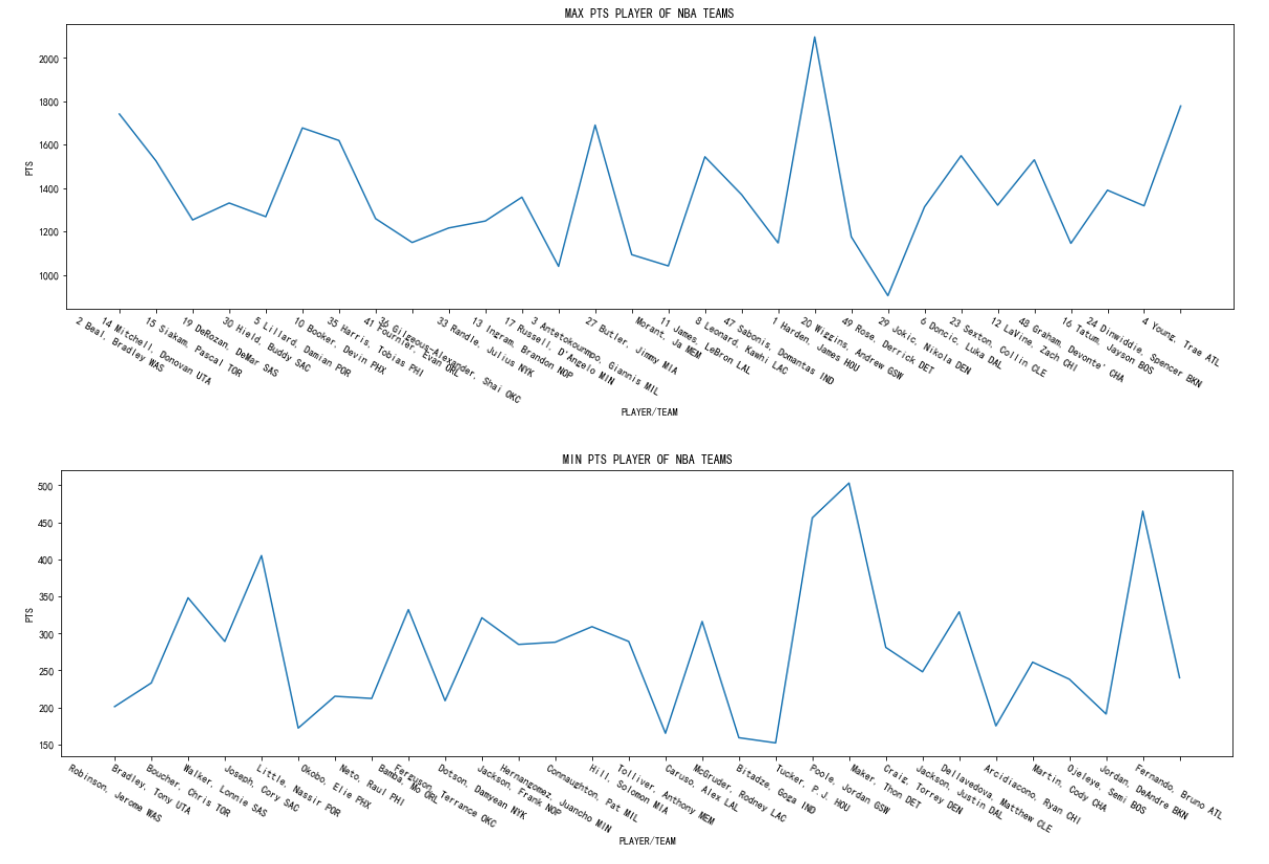 MAX PTS PLAYER OF NBA TEAMS
2000
1800
1600
1400
1200
1000
PTS
2 Beal, Bradley WAS
14 Mitchell, Donovan UTA
15 Siakam, Pascal TOR
19 DeRozan, DeMar SAS
30 Hield, Buddy SAC
5 Lillard, Damian POR
10 Booker, Devin PHX
35 Harris, Tobias PHI
41 Fournier, Evan ORL
36 Gilgeous-Alexander, Shai OKC
33 Randle, Julius NYK
13 Ingram, Brandon NOP
17 Russell, D'Angelo MIN
3 Antetokounmpo, Giannis MIL
27 Butler, Jimmy MIA
Morant, Ja MEM
11 James, LeBron LAL
8 Leonard, Kawhi LAC
47 Sabonis, Domantas IND
1 Harden, James HOU
20 Wiggins, Andrew GSW
49 Rose, Derrick DET
29 Jokic, Nikola DEN
6 Doncic, Luka DAL
23 Sexton, Collin CLE
12 LaVine, Zach CHI
48 Graham, Devonte' CHA
16 Tatum, Jayson BOS
24 Dinwiddie, Spencer BKN
4 Young, Trae ATL
PLAYER/TEAM
MIN PTS PLAYER OF NBA TEAMS
500
450
400
350
300
250
200
150
PTS
Robinson, Jerome WAS
Bradley, Tony UTA
Boucher, Chris TOR
Walker, Lonnie SAS
Joseph, Cory SAC
Little, Nassir POR
Okobo, Elie PHX
Neto, Raul PHI
Bamba, Mo ORL
Ferguson, Terrance OKC
Dotson, Damyean NYK
Jackson, Frank NOP
Hernangomez, Juancho MIN
Connaughton, Pat MIL
Hill, Solomon MIA
Tolliver, Anthony MEM
Caruso, Alex LAL
McGruder, Rodney LAC
Bitadze, Goga IND
Tucker, P.J. HOU
Poole, Jordan GSW
Maker, Thon DET
Craig, Torrey DEN
Jackson, Justin DAL
Dellavedova, Matthew CLE
Arcidiacono, Ryan CHI
Martin, Cody CHA
Ojeleye, Semi BOS
Jordan, DeAndre BKN
Fernando, Bruno ATL
PLAYER/TEAM